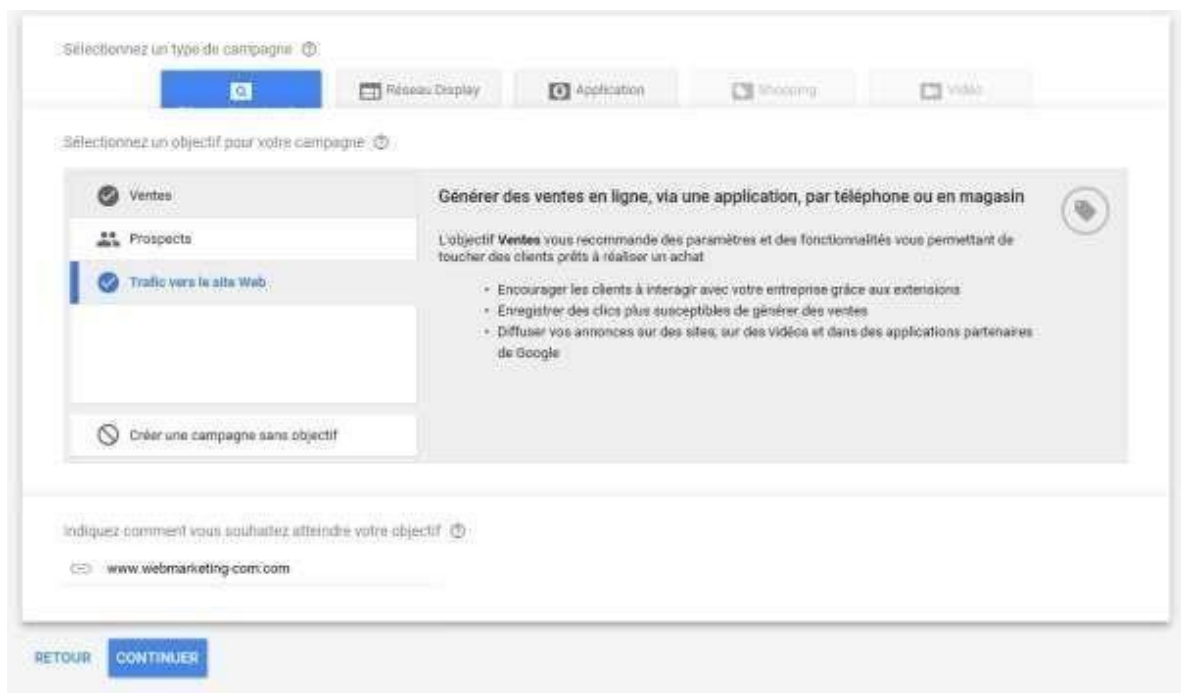 Sélectionnez un type de campagne
Réseau Display
Application
Shopping
Vidéo
Sélectionnez un objectif pour votre campagne
Ventes
Prospects
Trafic vers le site Web
Créer une campagne sans objectif
Générer des ventes en ligne, via une application, par téléphone ou en magasin
L'objectif Ventes vous recommande des paramètres et des fonctionnalités vous permettant de
toucher des clients prêts à réaliser un achat
• Encourager les clients à interagir avec votre entreprise grâce aux extensions
• Enregistrer des clics plus susceptibles de générer des ventes
• Diffuser vos annonces sur des sites, sur des vidéos et dans des applications partenaires
de Google
Indiquez comment vous souhaitez atteindre votre objectif
www.webmarketing-com.com
RETOUR
CONTINUER